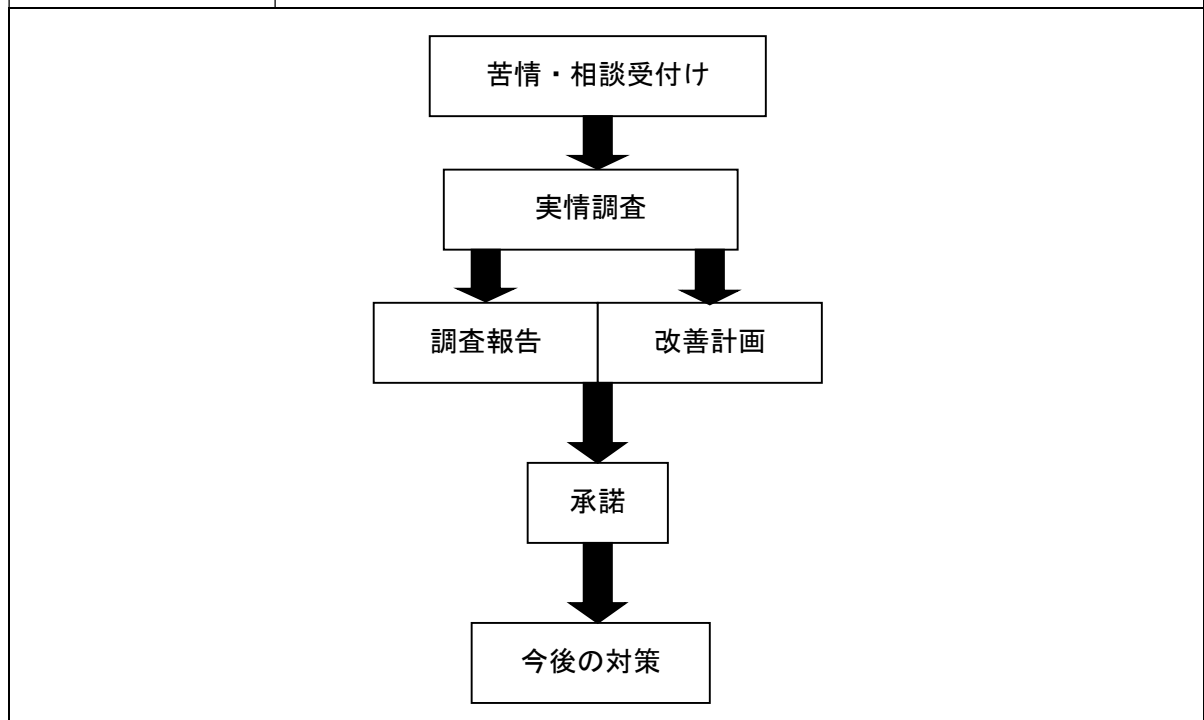 苦情・相談受付け
実情調査
調査報告
改善計画
承諾
今後の対策